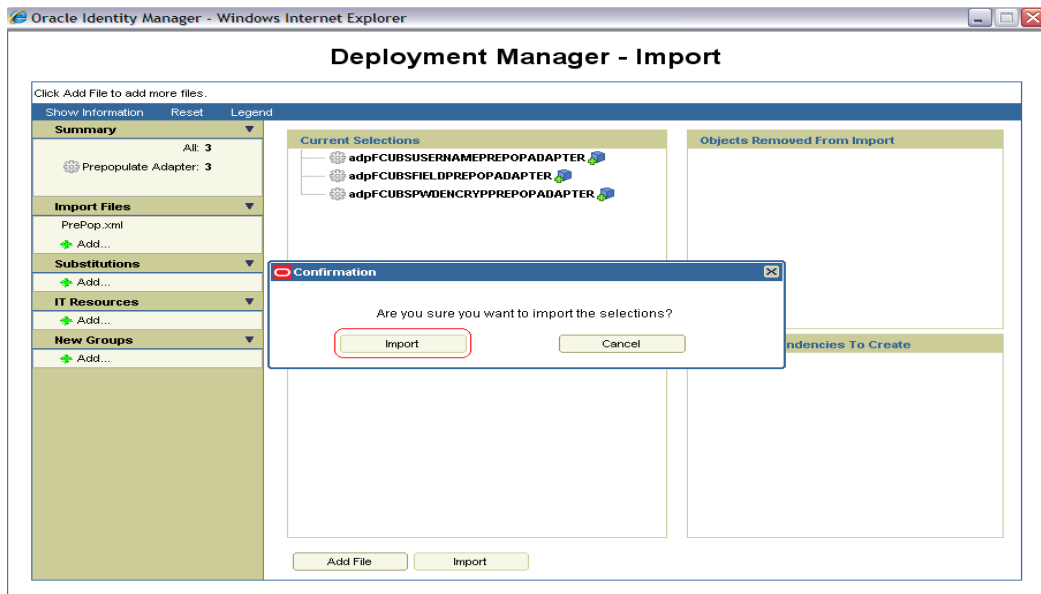 Oracle Identity Manager - Windows Internet Explorer
Deployment Manager - Import
Click Add File to add more files.
Show Information Reset Legend
Summary
All: 3
Prepopulate Adapter: 3
Import Files
PrePop.xml
Add...
Substitutions
Add...
IT Resources
Add...
New Groups
Add...
Current Selections
adpFCUBSUSERNAMEPREPOPADAPTER
adpFCUBSFIELDPREPOPADAPTER
adpFCUBSPWDENCRYPPREPOPADAPTER
Objects Removed From Import
Confirmation
Are you sure you want to import the selections?
Import Cancel
ndencies To Create
Add File Import